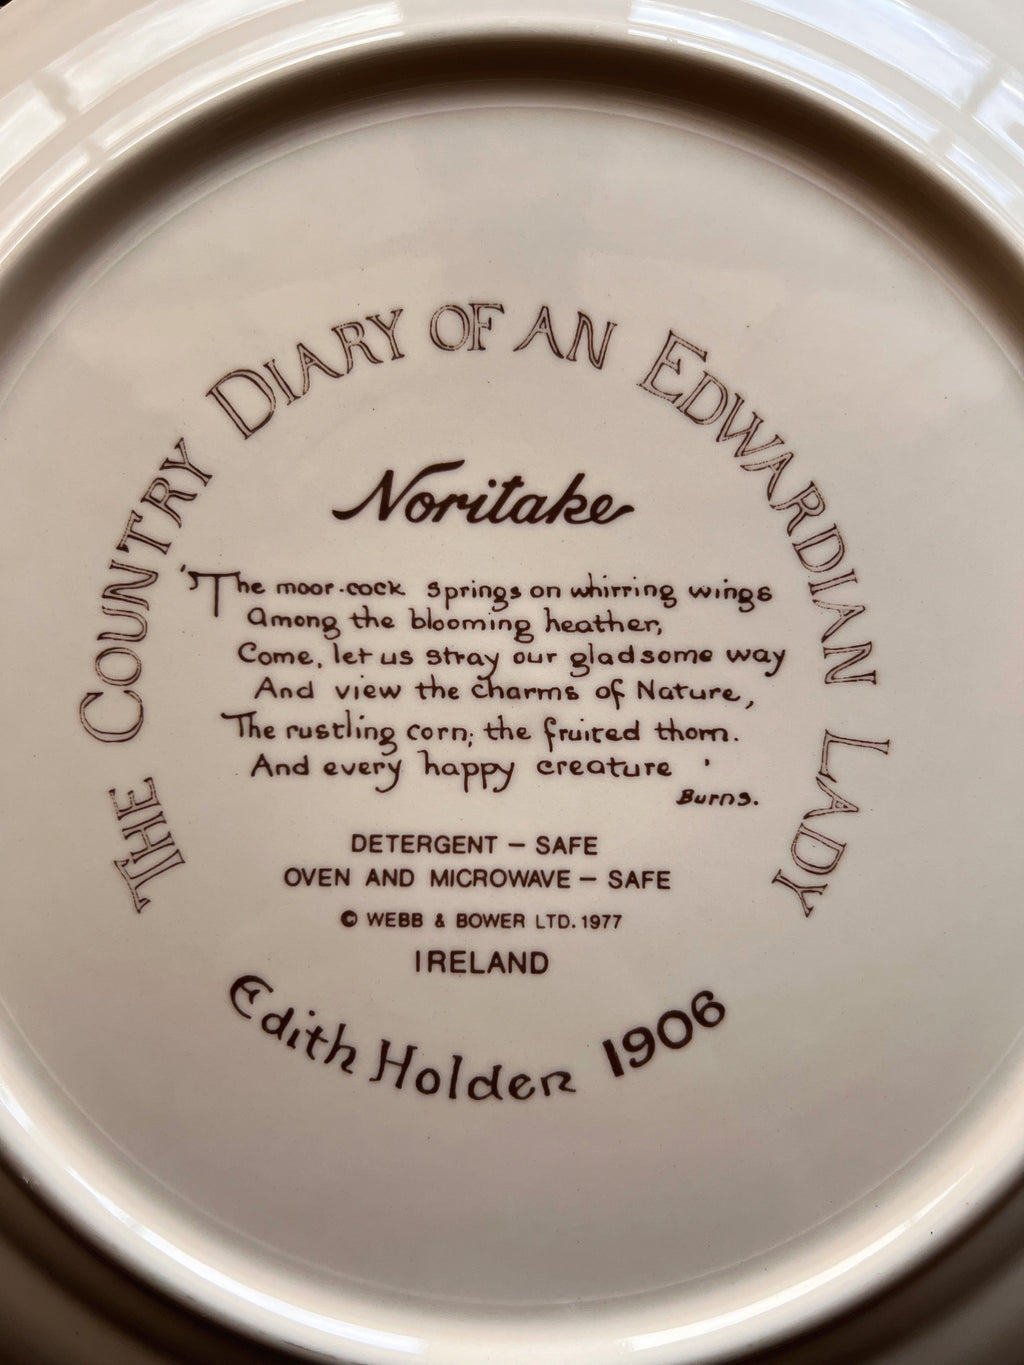 THE COUNTRY DIARY OF AN EDWARDIAN LADY
Noritake
'The moor-cock springs on whirring wings
Among the blooming heather,
Come, let us stray our gladsome way
And view the charms of Nature,
The rustling corn; the fruited thorn.
And every happy creature '
Burns.
DETERGENT – SAFE
OVEN AND MICROWAVE – SAFE
© WEBB & BOWER LTD. 1977
IRELAND
Edith Holden 1906